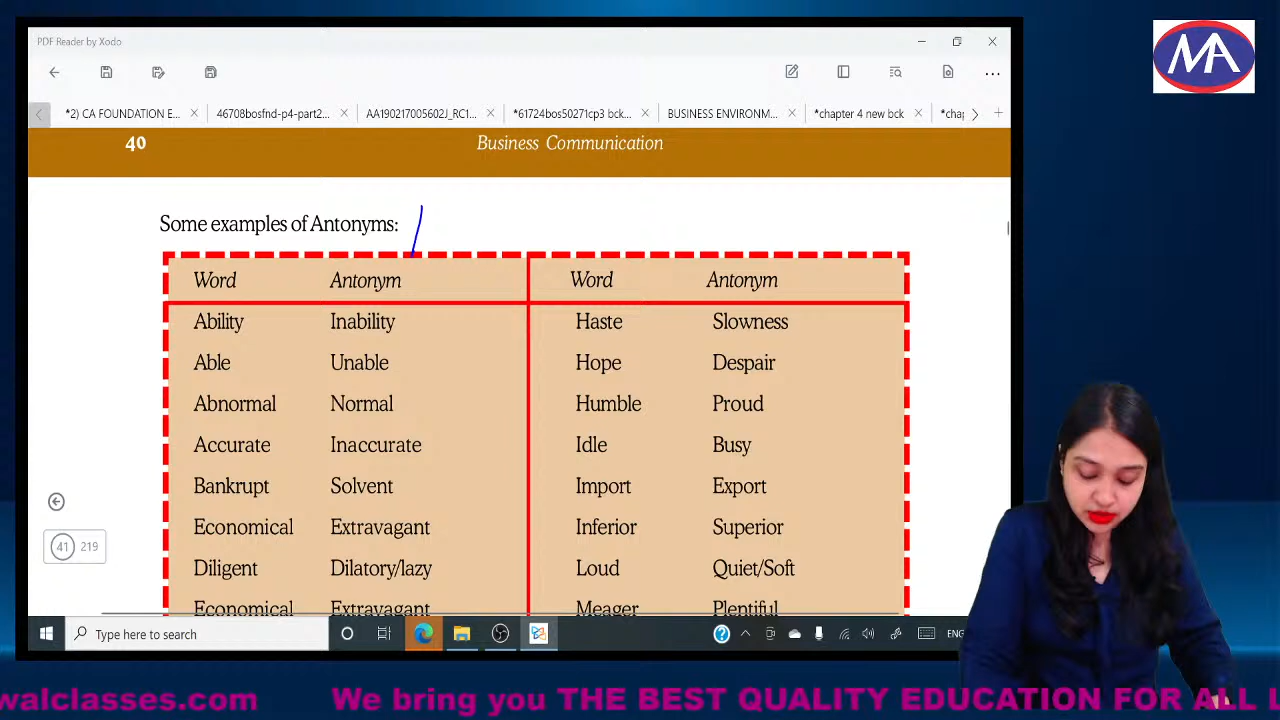 PDF Reader by Xodo
MA
*2) CA FOUNDATION E... 46708bosfnd-p4-part2... AA190217005602J_RC1... *61724bos50271cp3 bck... BUSINESS ENVIRONM... *chapter 4 new bck *chap
40 Business Communication
Some examples of Antonyms:
Word Antonym Word Antonym
Ability Inability Haste Slowness
Able Unable Hope Despair
Abnormal Normal Humble Proud
Accurate Inaccurate Idle Busy
Bankrupt Solvent Import Export
Economical Extravagant Inferior Superior
Diligent Dilatory/lazy Loud Quiet/Soft
Economical Extravagant Meager Plentiful
41 219
Type here to search ENG
walclasses.com We bring you THE BEST QUALITY EDUCATION FOR ALL